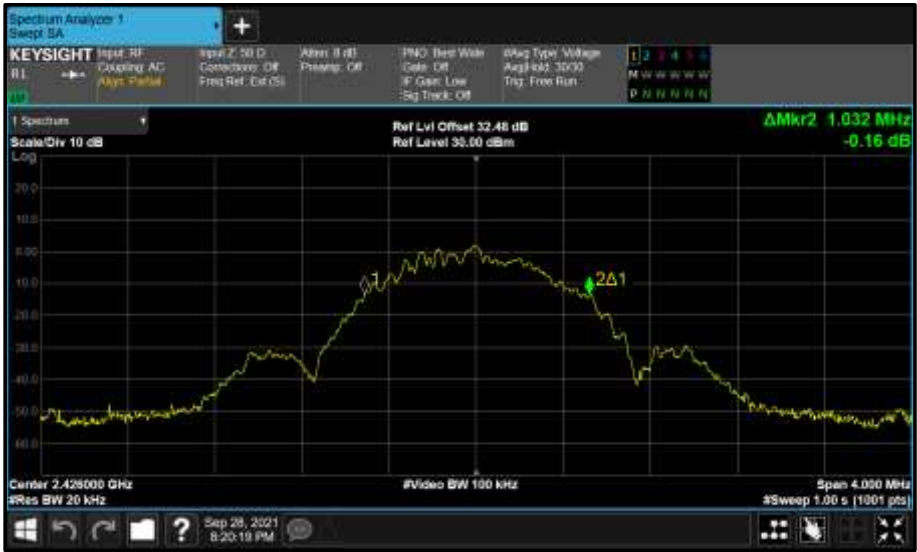 Spectrum Analyzer 1
Swept SA
+
KEYSIGHT Input: RF Input Z: 50 Ω Atten: 8 dB PNO: Best Wide #Avg Type: Voltage 1 2 3 4 5 6
RL Coupling: AC Corrections: Off Preamp: Off Gate: Off Avg|Hold: 30/30 M W W W W W
Align: Partial Freq Ref: Ext (S) IF Gain: Low Trig: Free Run P N N N N N
Sig Track: Off
1 Spectrum
Ref Lvl Offset 32.48 dB ΔMkr2 1.032 MHz
Scale/Div 10 dB Ref Level 30.00 dBm -0.16 dB
Log
20.0
10.0
0.00
1
2Δ1
-10.0
-20.0
-30.0
-40.0
-50.0
-60.0
Center 2.426000 GHz #Video BW 100 kHz Span 4.000 MHz
#Res BW 20 kHz #Sweep 1.00 s (1001 pts)
? Sep 28, 2021
8:20:19 PM